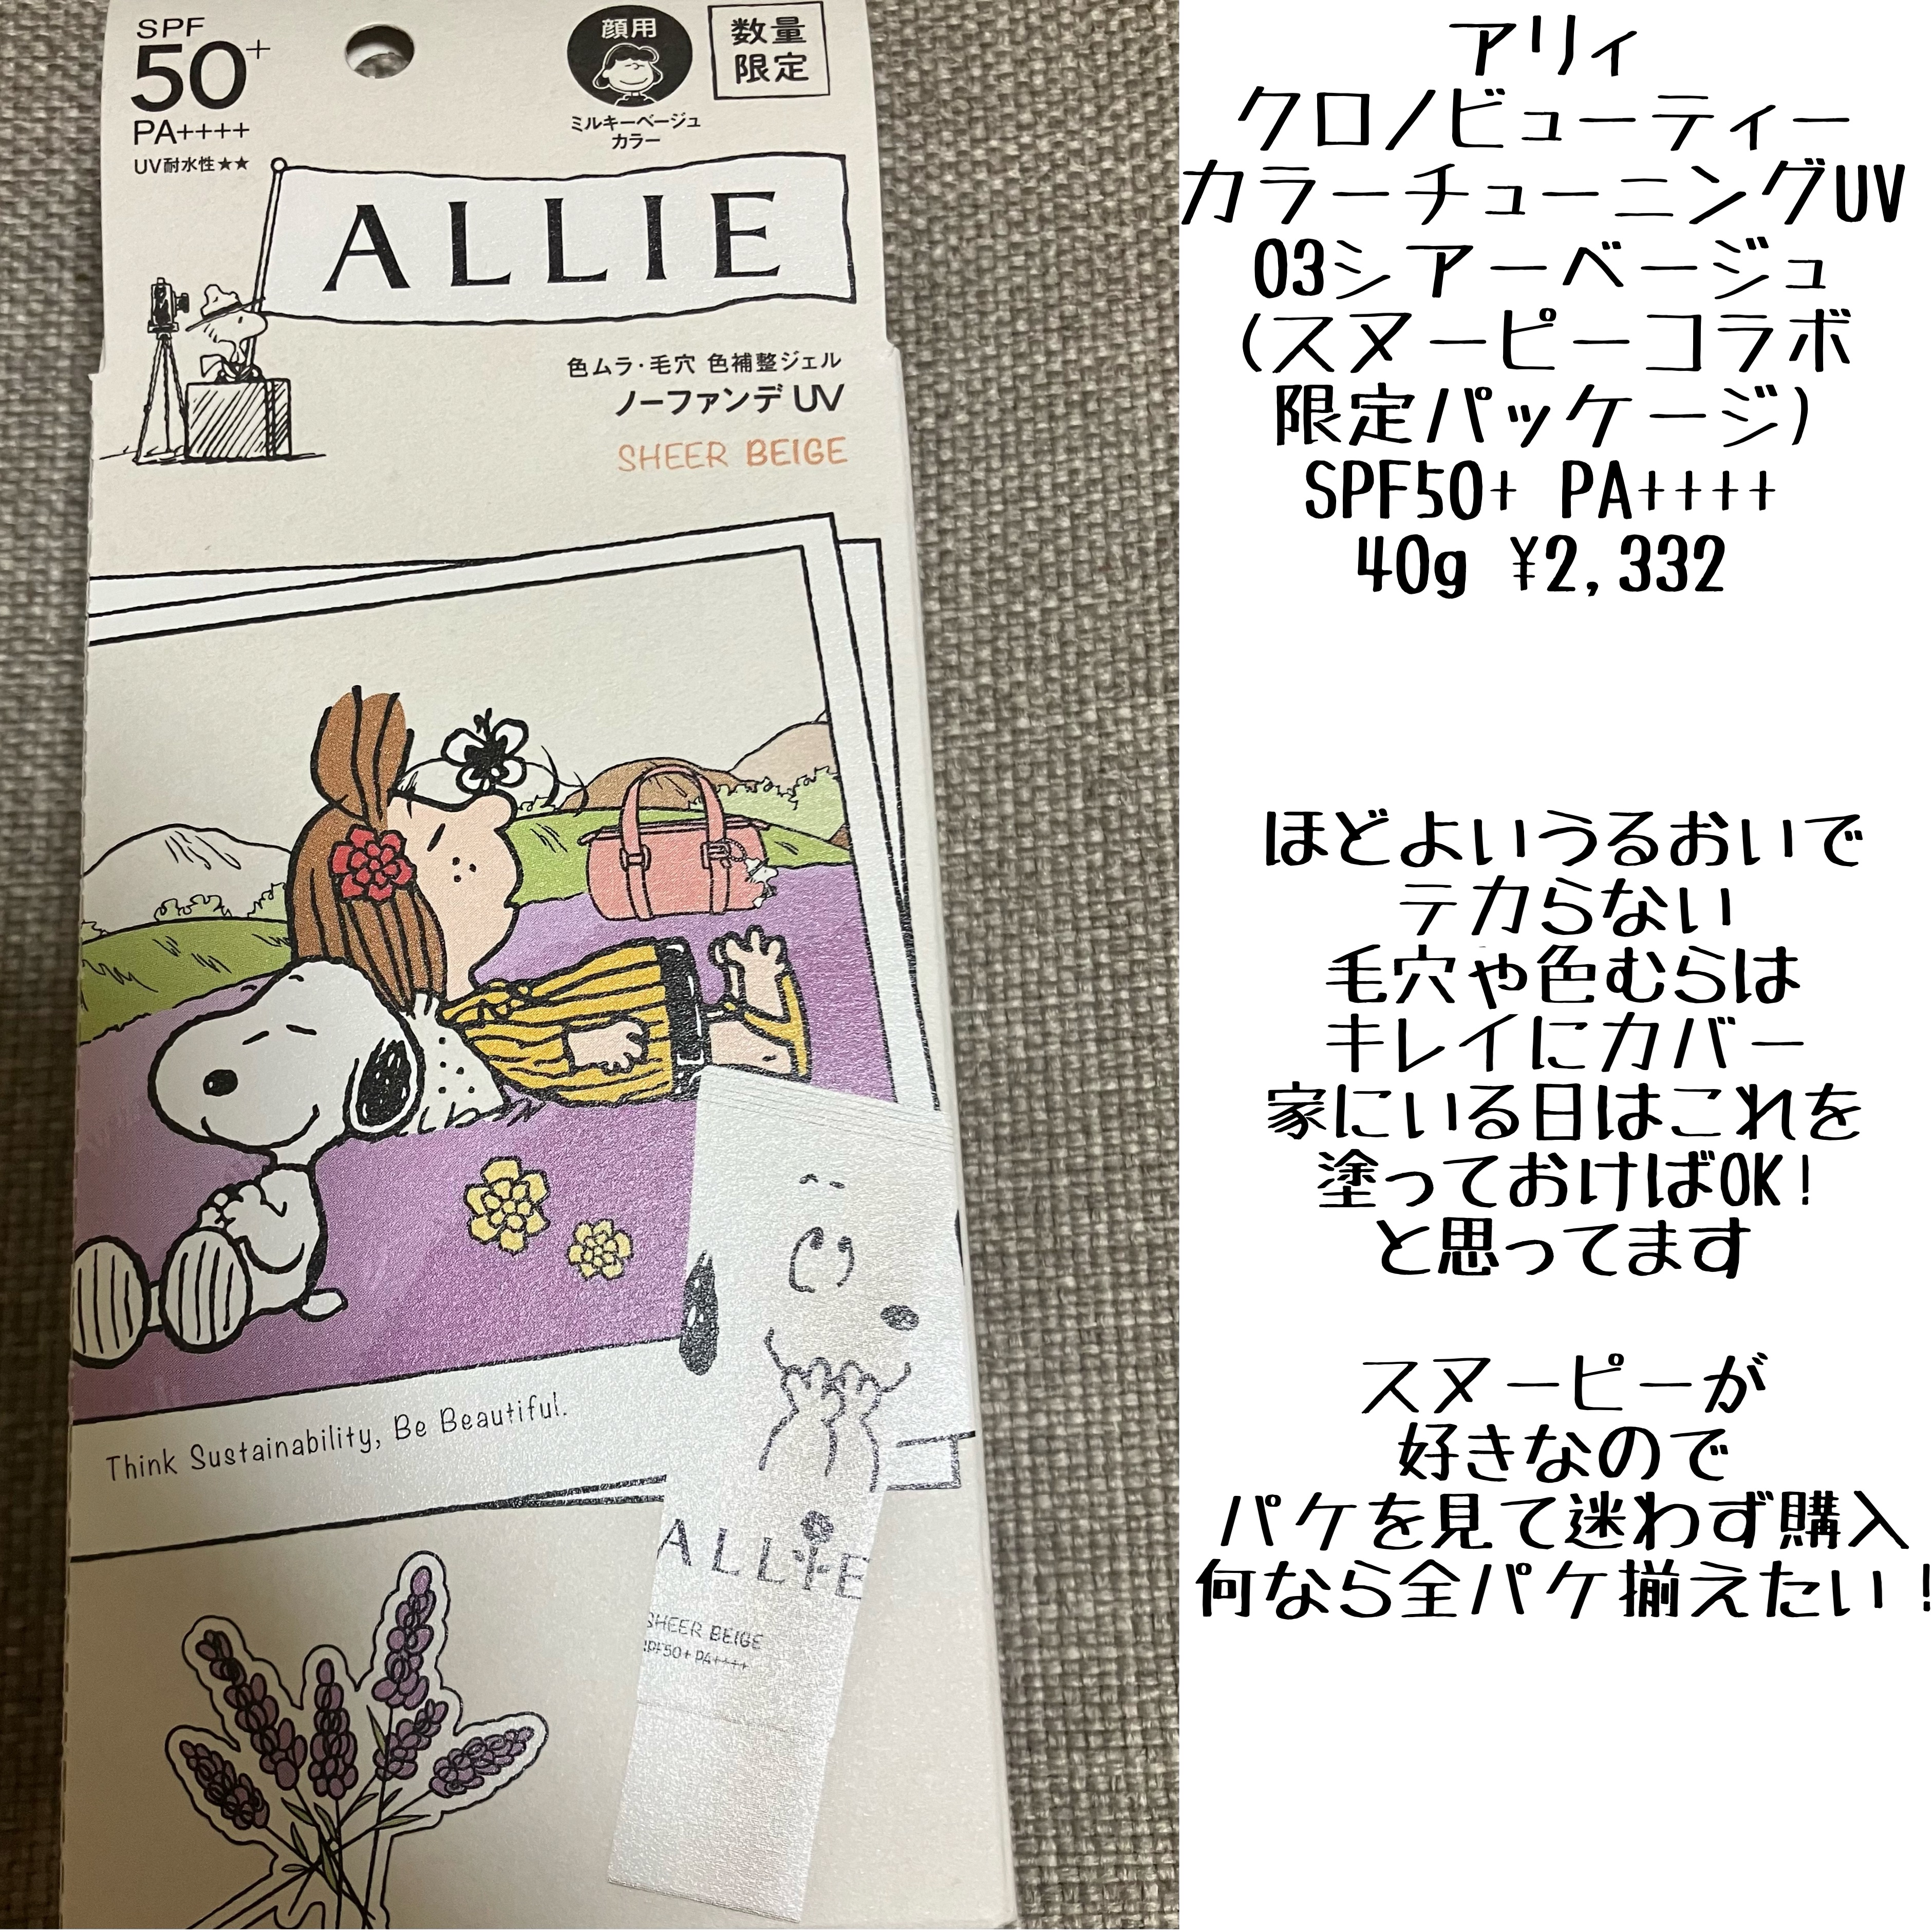 SPF
50+
PA++++
UV耐水性★★
顔用
ミルキーベージュ
カラー
数量
限定
ALLIE
色ムラ・毛穴 色補整ジェル
ノーファンデ UV
SHEER BEIGE
Think Sustainability, Be Beautiful.
ALLIE
SHEER BEIGE
SPF50+ PA++++
アリィ
クロノビューティー
カラーチューニングUV
03シアーベージュ
(スヌーピーコラボ
限定パッケージ)
SPF50+ PA++++
40g ¥2,332
ほどよいうるおいで
テカらない
毛穴や色むらは
キレイにカバー
家にいる日はこれを
塗っておけばOK!
と思ってます
スヌーピーが
好きなので
パケを見て迷わず購入
何なら全パケ揃えたい!